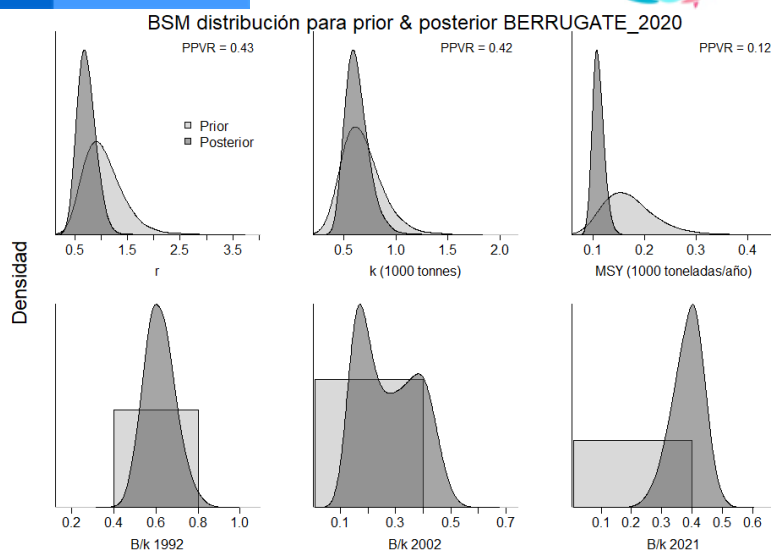 BSM distribución para prior & posterior BERRUGATE_2020
PPVR = 0.43
PPVR = 0.42
PPVR = 0.12
Prior
Posterior
Densidad
0.5 1.5 2.5 3.5
r
0.5 1.0 1.5 2.0
k (1000 tonnes)
0.1 0.2 0.3 0.4
MSY (1000 toneladas/año)
0.2 0.4 0.6 0.8 1.0
B/k 1992
0.1 0.3 0.5 0.7
B/k 2002
0.1 0.2 0.3 0.4 0.5 0.6
B/k 2021